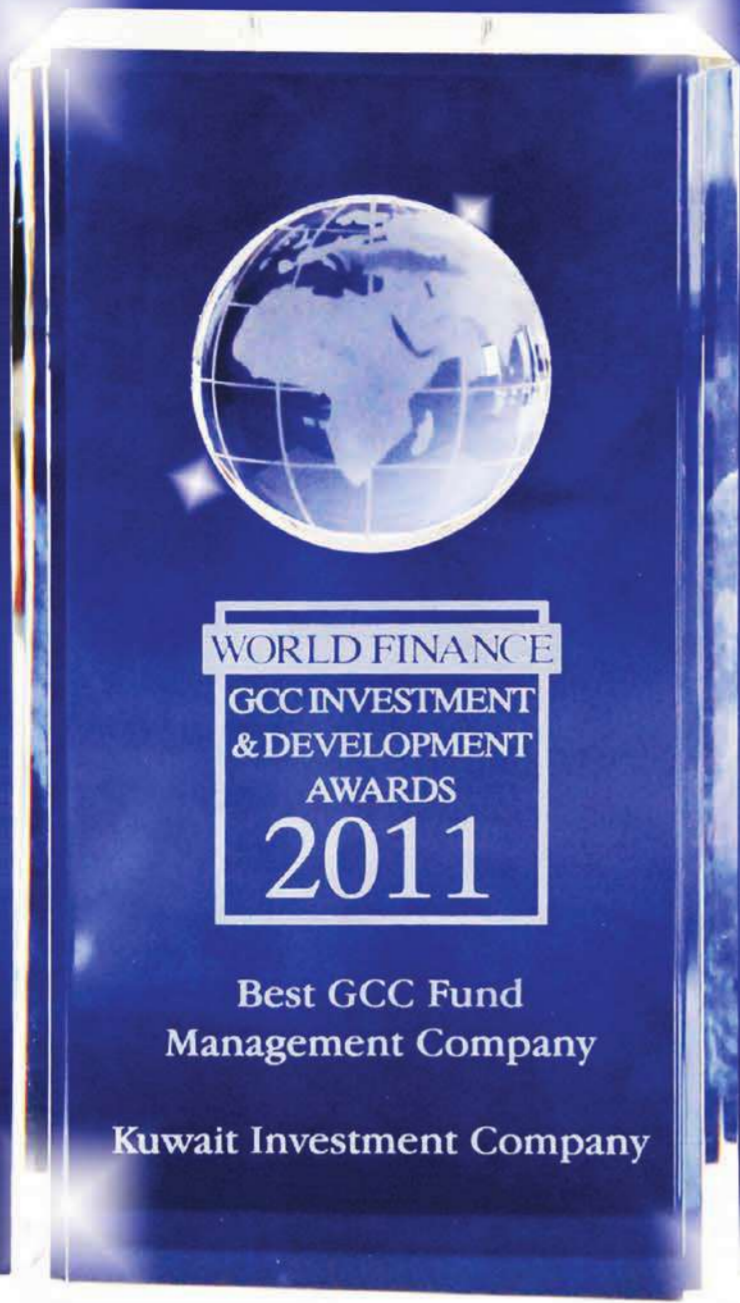 WORLD FINANCE
GCC INVESTMENT
& DEVELOPMENT
AWARDS
2011
Best GCC Fund
Management Company
Kuwait Investment Company